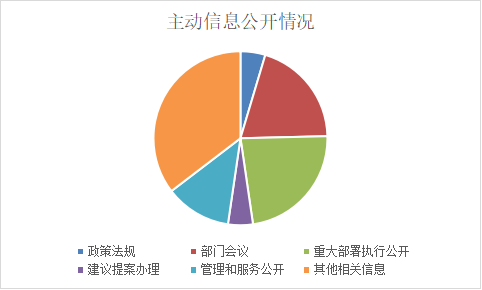 主动信息公开情况
政策法规 部门会议 重大部署执行公开
建议提案办理 管理和服务公开 其他相关信息